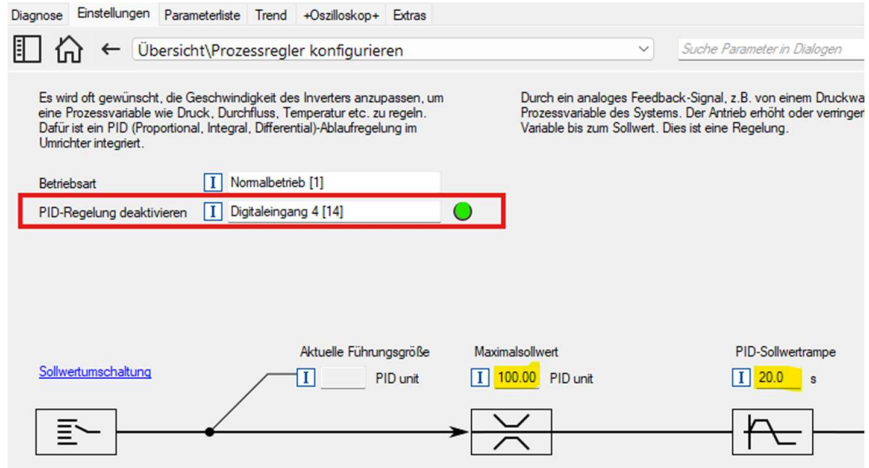 Diagnose Einstellungen Parameterliste Trend +Oszilloskop+ Extras
Übersicht\Prozessregler konfigurieren Suche Parameter in Dialogen
Es wird oft gewünscht, die Geschwindigkeit des Inverters anzupassen, um
eine Prozessvariable wie Druck, Durchfluss, Temperatur etc. zu regeln.
Dafür ist ein PID (Proportional, Integral, Differential)-Ablaufregelung im
Umrichter integriert.
Durch ein analoges Feedback-Signal, z.B. von einem Druckwa
Prozessvariable des Systems. Der Antrieb erhöht oder verringer
Variable bis zum Sollwert. Dies ist eine Regelung.
Betriebsart I Normalbetrieb [1]
PID-Regelung deaktivieren I Digitaleingang 4 [14]
Aktuelle Führungsgröße Maximalsollwert PID-Sollwertrampe
Sollwertumschaltung I PID unit I 100.00 PID unit I 20.0 s